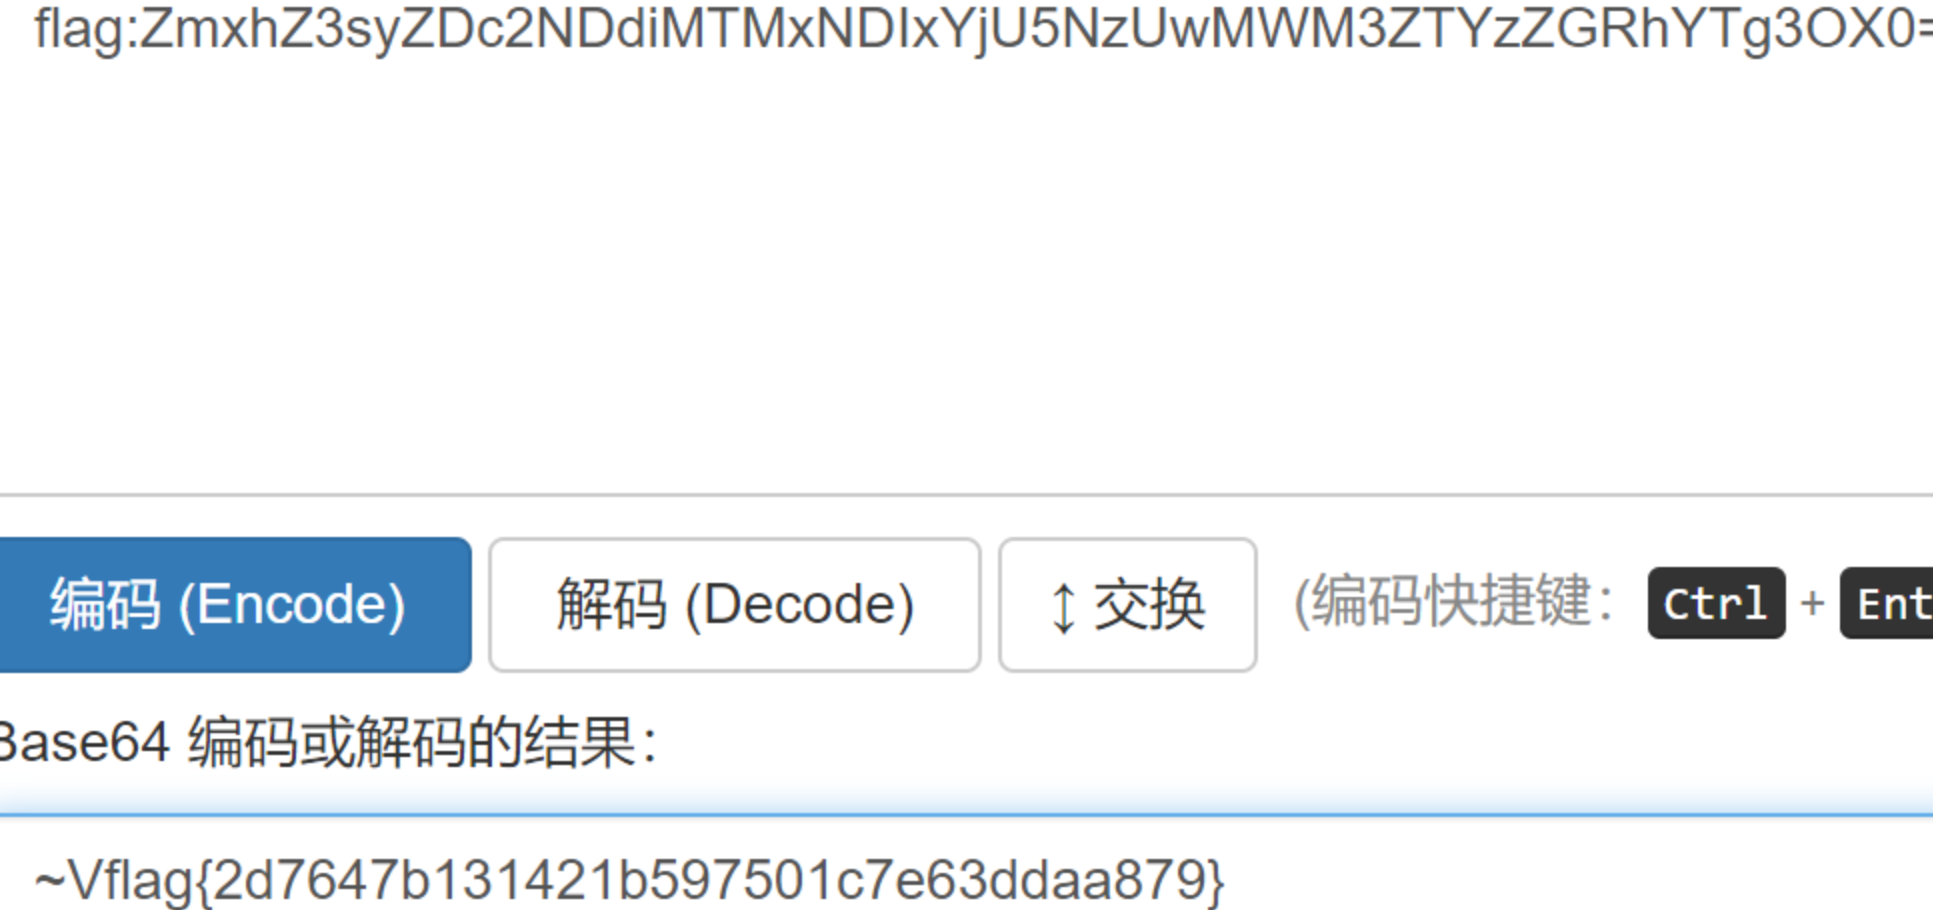 flag:ZmxhZ3syZDc2NDdiMTMxNDIxYjU5NzUwMWM3ZTYzZGRhYTg3OX0=
编码 (Encode) 解码 (Decode) ↕ 交换 (编码快捷键： Ctrl + Ent
Base64 编码或解码的结果：
~Vflag{2d7647b131421b597501c7e63ddaa879}